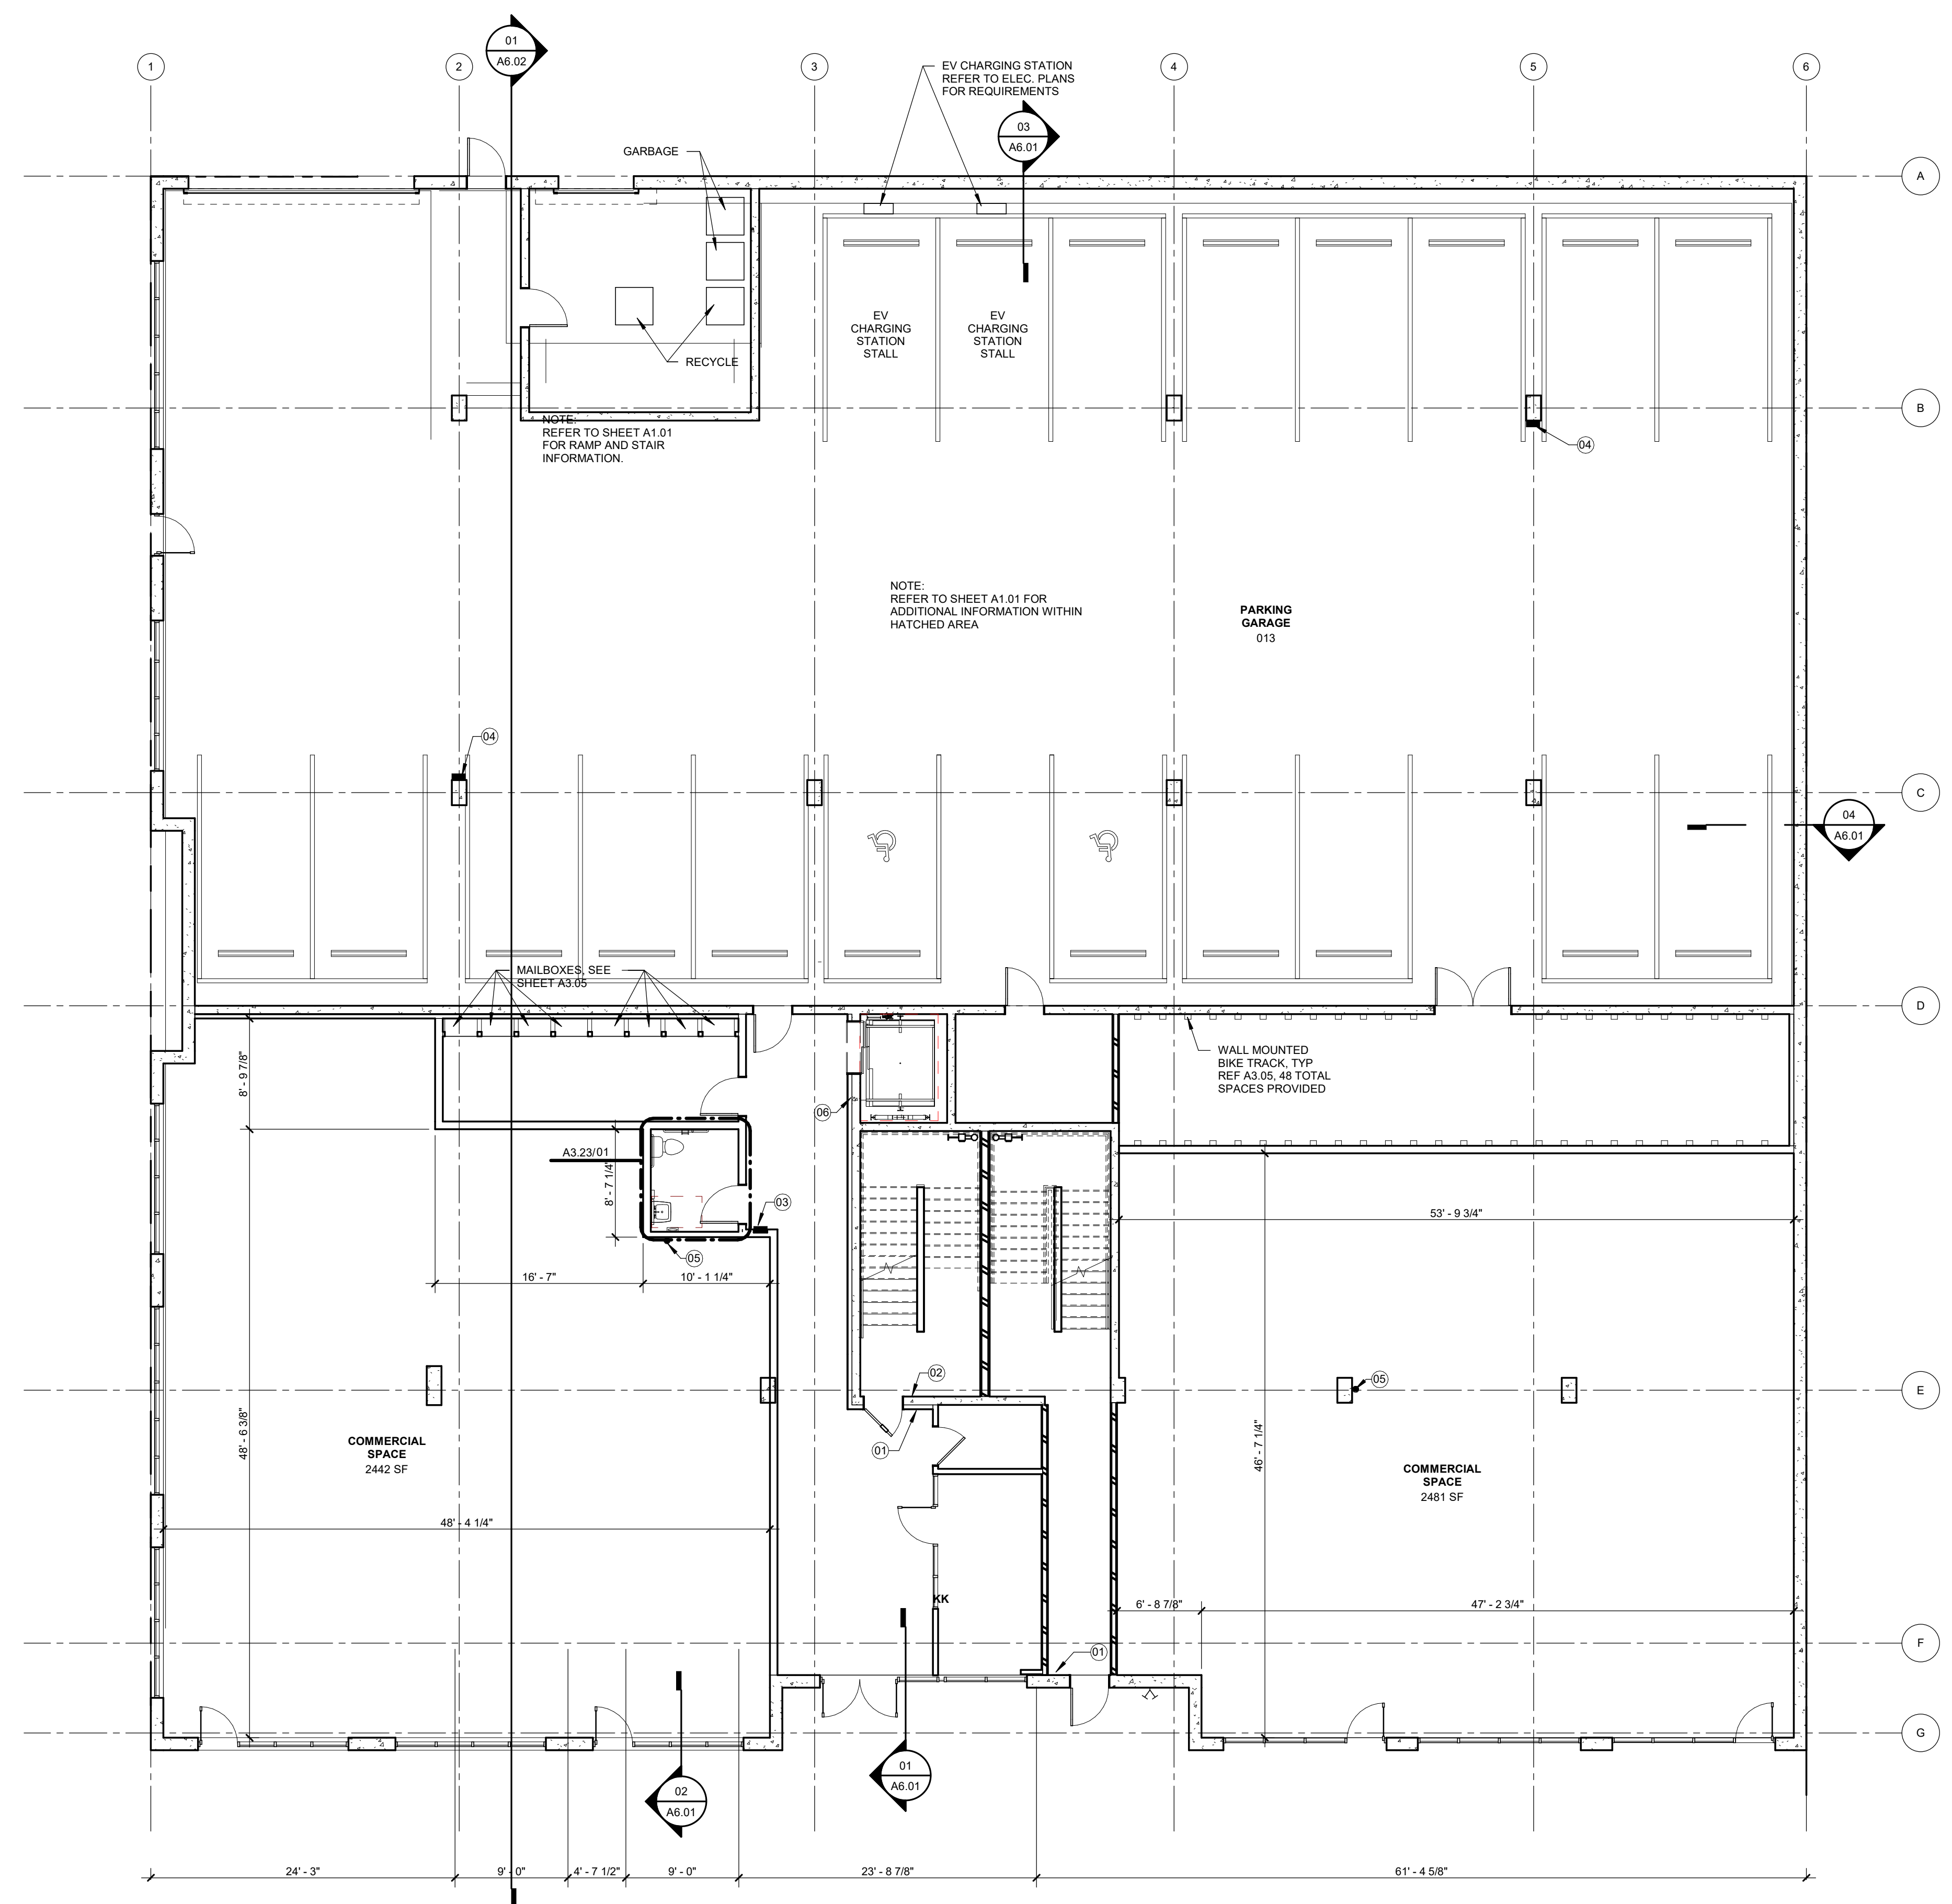 01
A6.02
1
2
3
4
5
6
EV CHARGING STATION
REFER TO ELEC. PLANS
FOR REQUIREMENTS
03
A6.01
GARBAGE
A
EV
CHARGING
STATION
STALL
EV
CHARGING
STATION
STALL
RECYCLE
B
NOTE:
REFER TO SHEET A1.01
FOR RAMP AND STAIR
INFORMATION.
04
NOTE:
REFER TO SHEET A1.01 FOR
ADDITIONAL INFORMATION WITHIN
HATCHED AREA
PARKING
GARAGE
013
04
C
04
A6.01
MAILBOXES, SEE
SHEET A3.05
D
WALL MOUNTED
BIKE TRACK, TYP
REF A3.05, 48 TOTAL
SPACES PROVIDED
8' - 9 7/8"
06
A3.23/01
8' - 7 1/4"
03
53' - 9 3/4"
05
16' - 7"
10' - 1 1/4"
02
05
E
48' - 6 3/8"
COMMERCIAL
SPACE
2442 SF
01
46' - 7 1/4"
COMMERCIAL
SPACE
2481 SF
48' - 4 1/4"
KK
6' - 8 7/8"
47' - 2 3/4"
F
01
G
02
A6.01
01
A6.01
24' - 3"
9' - 0"
4' - 7 1/2"
9' - 0"
23' - 8 7/8"
61' - 4 5/8"